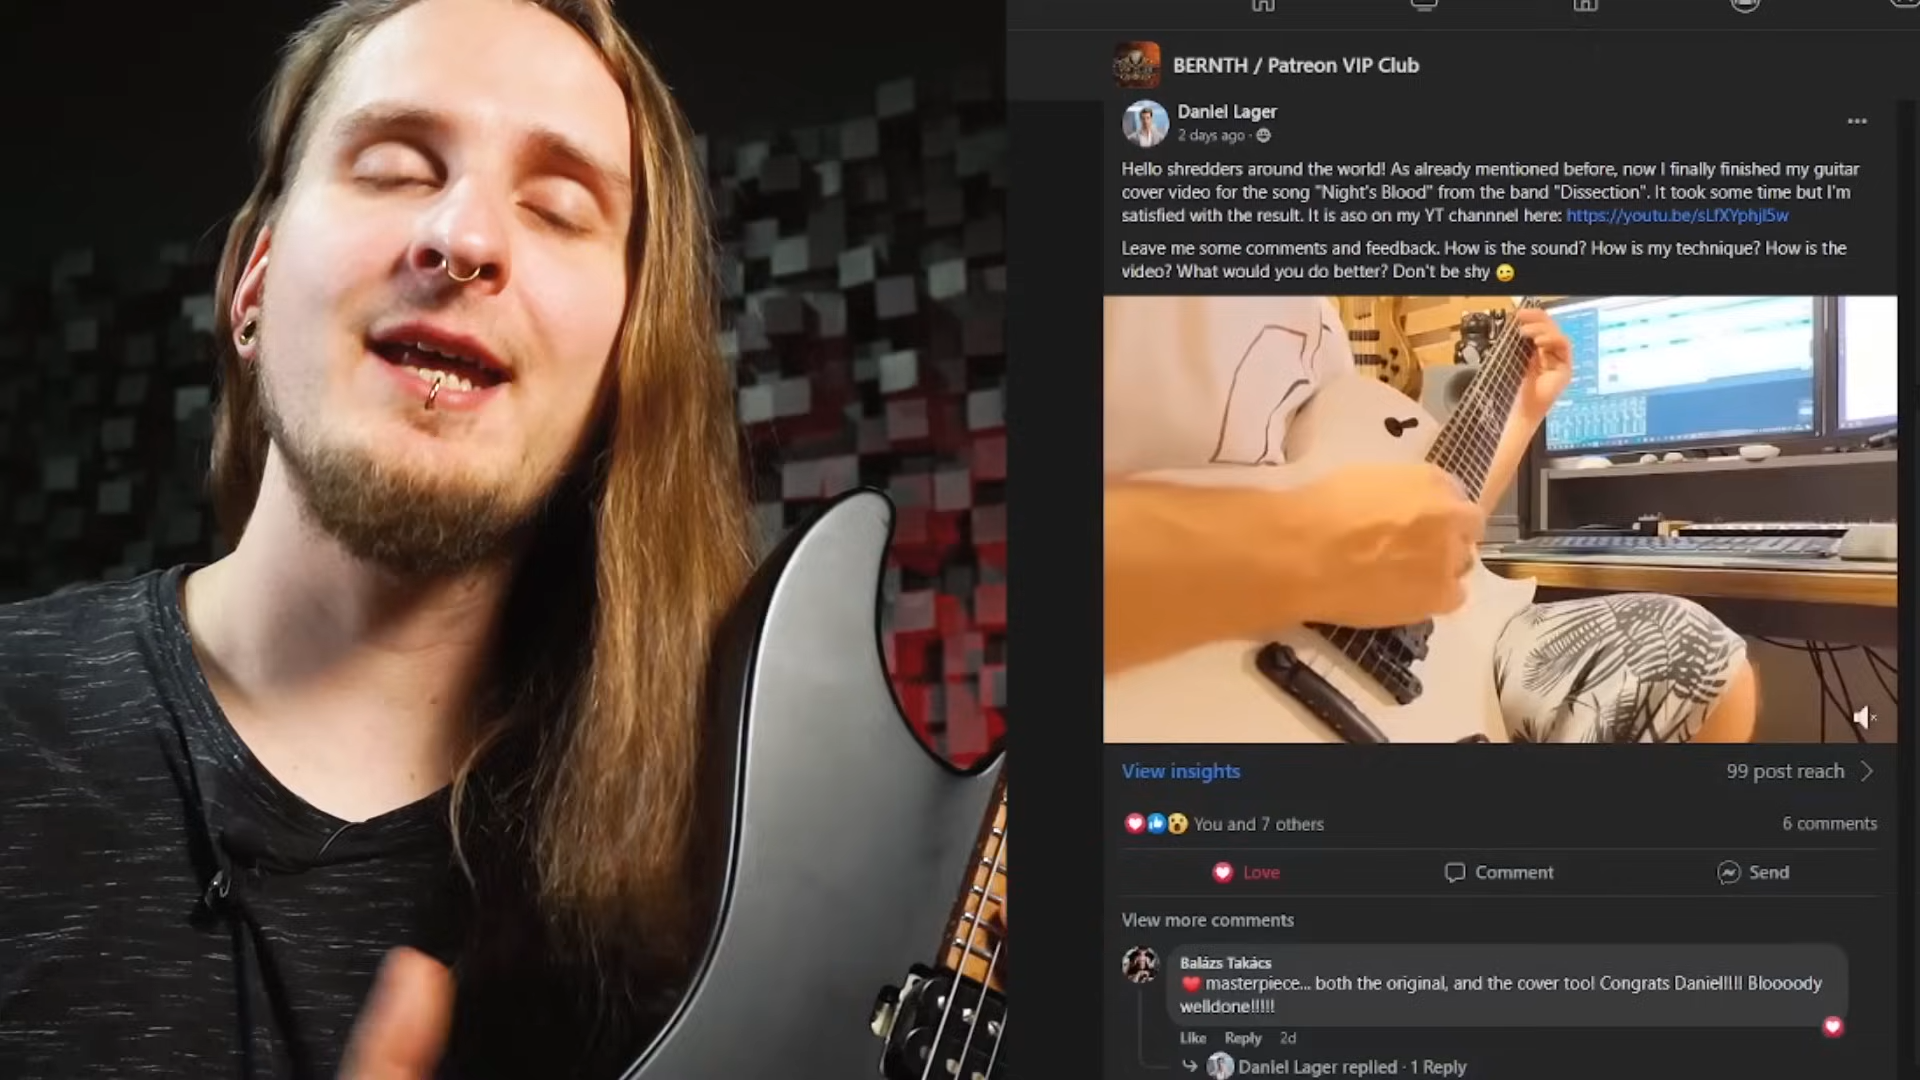 BERNTH / Patreon VIP Club
Daniel Lager
2 days ago ·
Hello shredders around the world! As already mentioned before, now I finally finished my guitar
cover video for the song "Night's Blood" from the band "Dissection". It took some time but I'm
satisfied with the result. It is aso on my YT channnel here: https://youtu.be/sLfXYphjl5w
Leave me some comments and feedback. How is the sound? How is my technique? How is the
video? What would you do better? Don't be shy 😉
View insights
99 post reach
You and 7 others
6 comments
Love
Comment
Send
View more comments
Balázs Takács
❤️ masterpiece... both the original, and the cover too! Congrats Daniel!!!! Bloooody
welldone!!!!!
Like Reply 2d
Daniel Lager replied · 1 Reply